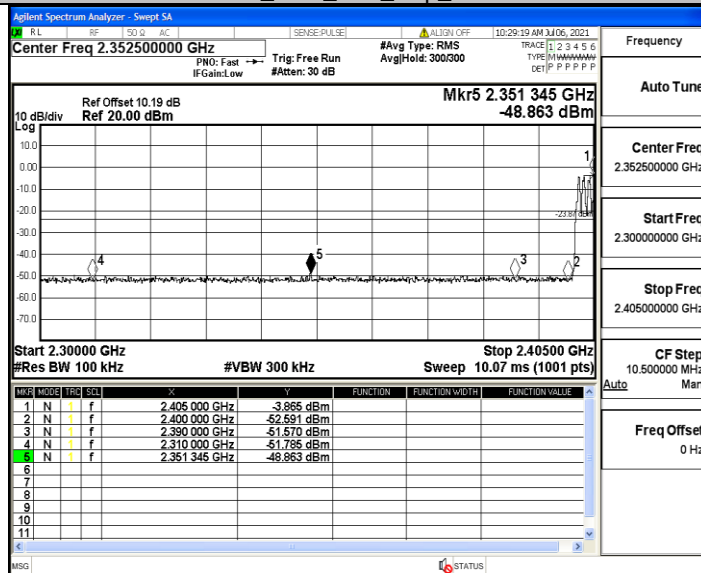 Agilent Spectrum Analyzer - Swept SA
RL RF 50 Ω AC SENSE:PULSE ALIGN OFF 10:29:19 AM Jul 06, 2021
Center Freq 2.352500000 GHz
PNO: Fast
IFGain:Low
Trig: Free Run
#Atten: 30 dB
#Avg Type: RMS
Avg|Hold: 300/300
TRACE 1 2 3 4 5 6
TYPE MWWWWW
DET P P P P P P
Mkr5 2.351 345 GHz
-48.863 dBm
Ref Offset 10.19 dB
10 dB/div Ref 20.00 dBm
Log
10.0
0.00
-10.0
-20.0
-30.0
-40.0
-50.0
-60.0
-70.0
1
4
5
3
2
Start 2.30000 GHz Stop 2.40500 GHz
#Res BW 100 kHz #VBW 300 kHz Sweep 10.07 ms (1001 pts)
MKR MODE TRC SCL X Y FUNCTION FUNCTION WIDTH FUNCTION VALUE
1 N 1 f 2.405 000 GHz -3.865 dBm
2 N 1 f 2.400 000 GHz -52.591 dBm
3 N 1 f 2.390 000 GHz -51.570 dBm
4 N 1 f 2.310 000 GHz -51.785 dBm
5 N 1 f 2.351 345 GHz -48.863 dBm
6
7
8
9
10
11
MSG STATUS
Frequency
Auto Tune
Center Freq
2.352500000 GHz
Start Freq
2.300000000 GHz
Stop Freq
2.405000000 GHz
CF Step
10.500000 MHz
Auto Man
Freq Offset
0 Hz